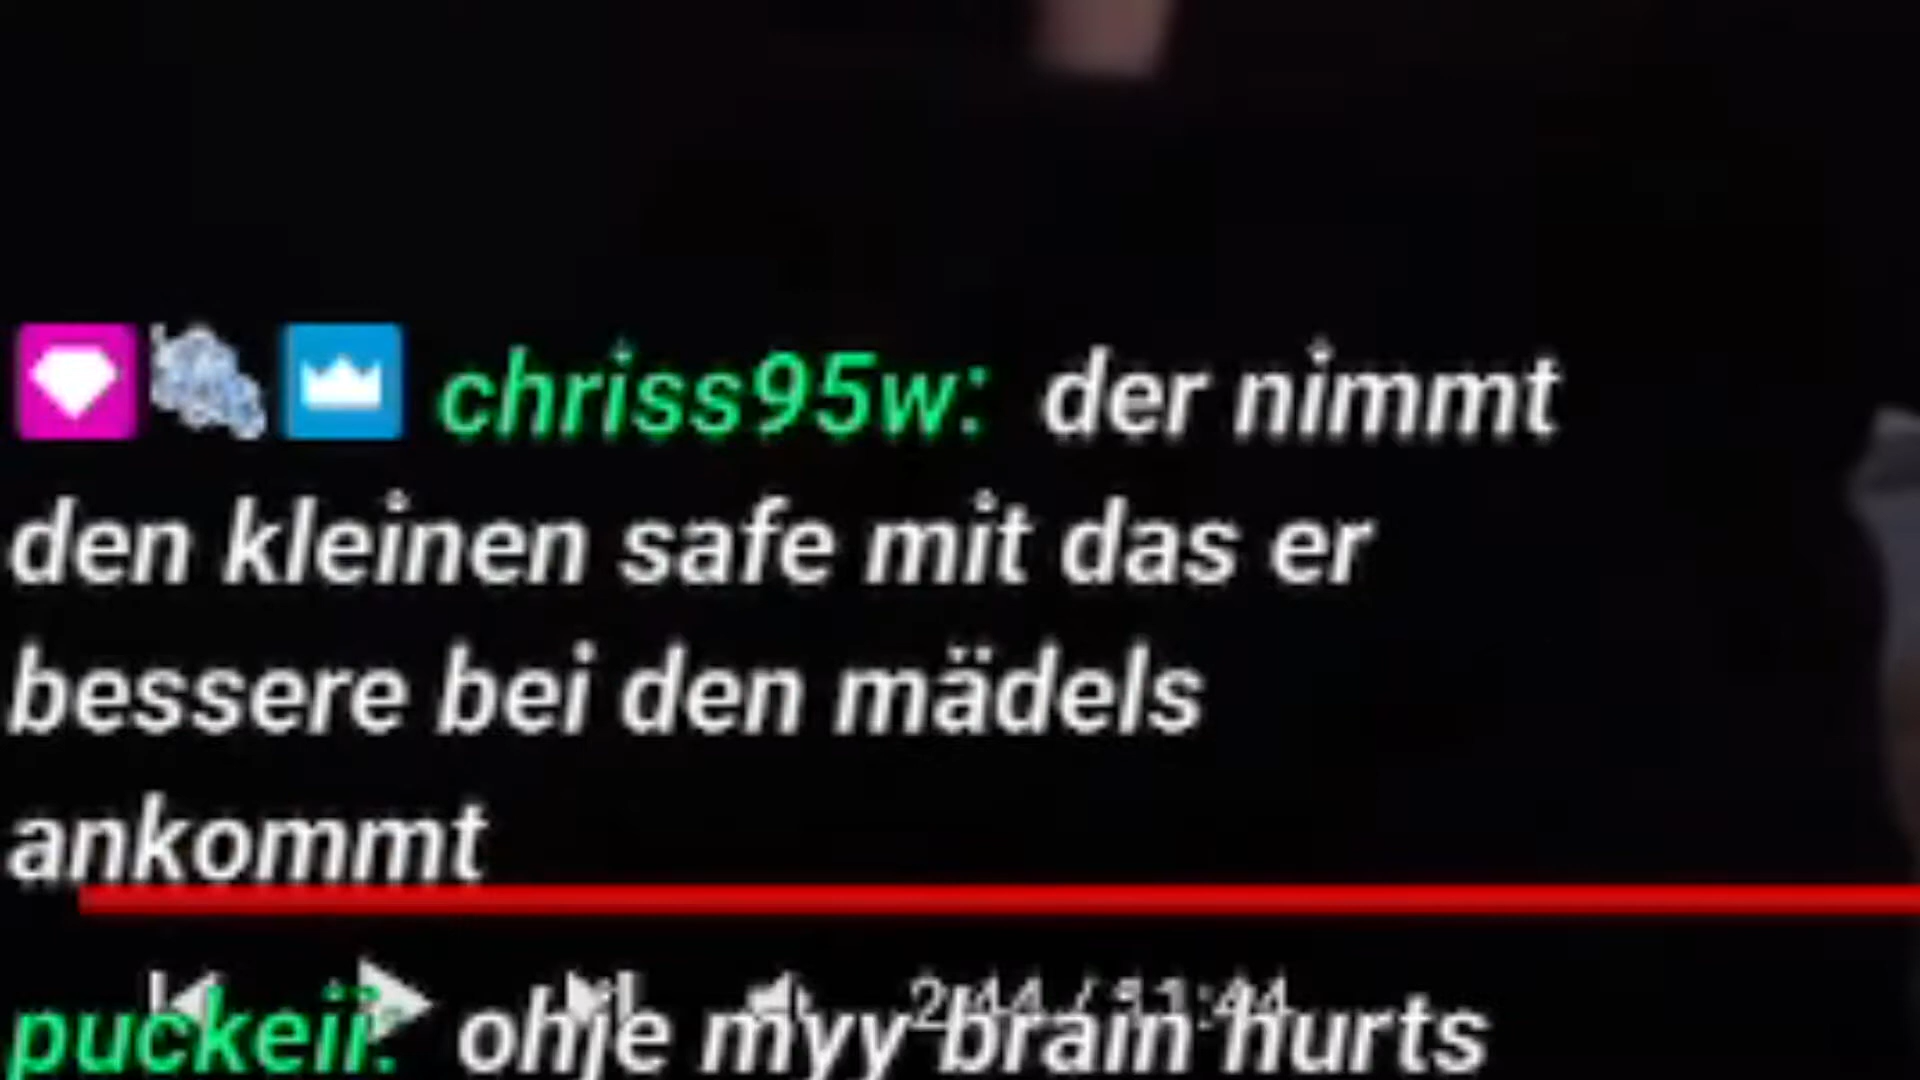 chriss95w: der nimmt
den kleinen safe mit das er
bessere bei den mädels
ankommt
puckeii: ohje myy brain hurts